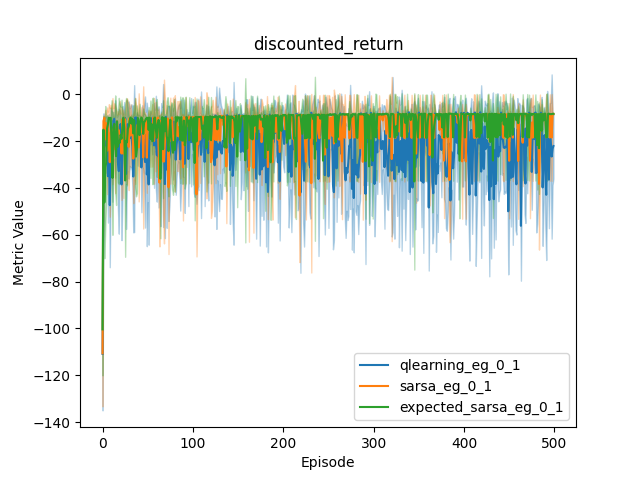 discounted_return
Metric Value
0
−20
−40
−60
−80
−100
−120
−140
0
100
200
300
400
500
Episode
qlearning_eg_0_1
sarsa_eg_0_1
expected_sarsa_eg_0_1